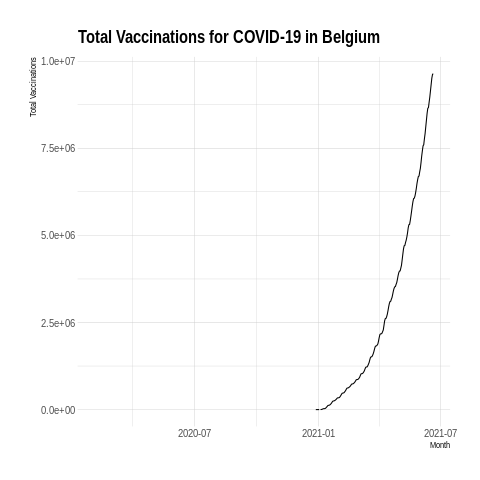 Total Vaccinations for COVID-19 in Belgium
Total Vaccinations
1.0e+07
7.5e+06
5.0e+06
2.5e+06
0.0e+00
2020-07
2021-01
2021-07
Month